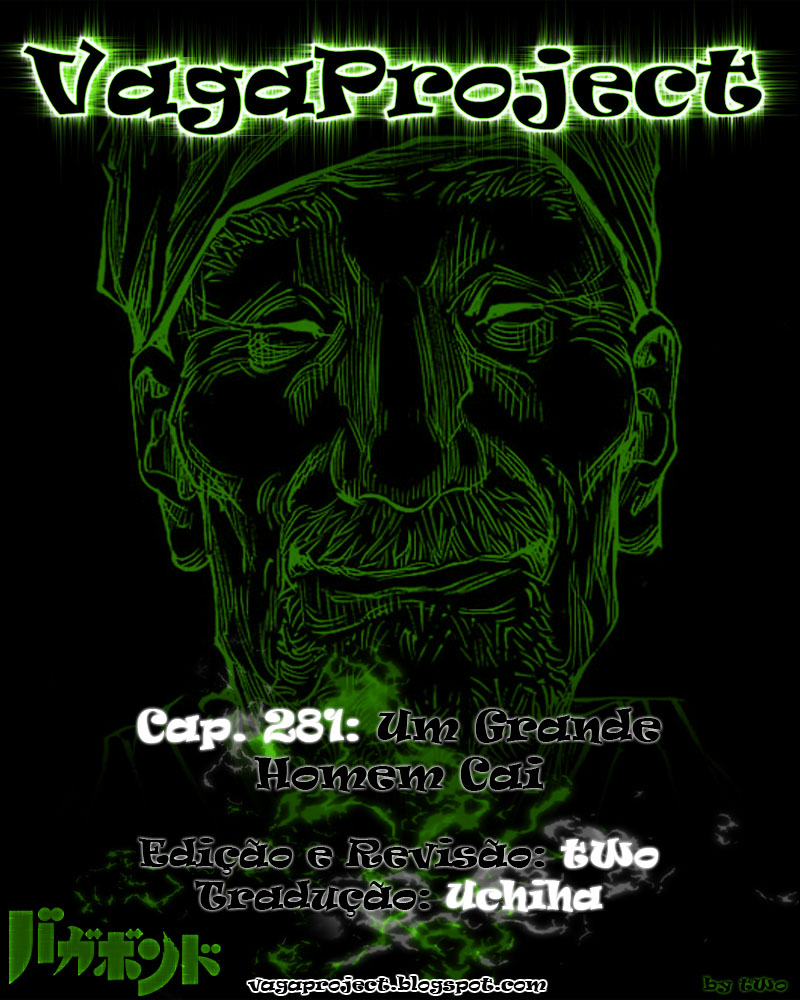 VagaProject
Cap. 281: Um Grande
Homem Cai
Edição e Revisão: tWo
Tradução: Uchiha
バガボンド
vagaproject.blogspot.com
by tWo